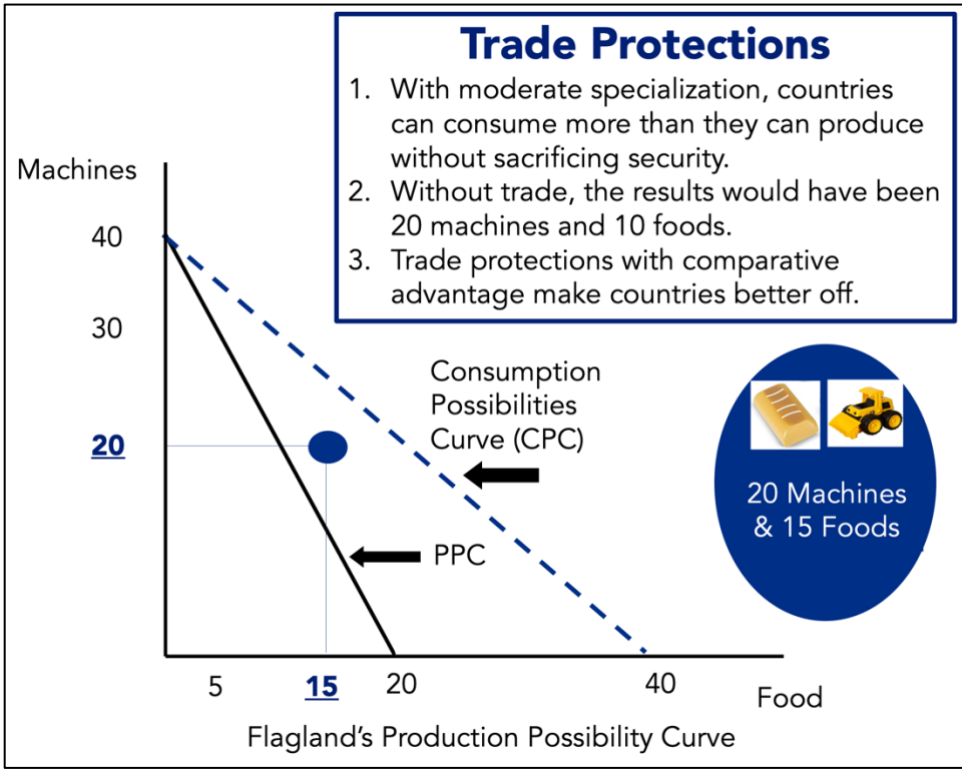 Trade Protections
1. With moderate specialization, countries
can consume more than they can produce
without sacrificing security.
2. Without trade, the results would have been
20 machines and 10 foods.
3. Trade protections with comparative
advantage make countries better off.
Machines
40
30
20
Consumption
Possibilities
Curve (CPC)
PPC
20 Machines
& 15 Foods
5
15
20
40
Food
Flagland's Production Possibility Curve